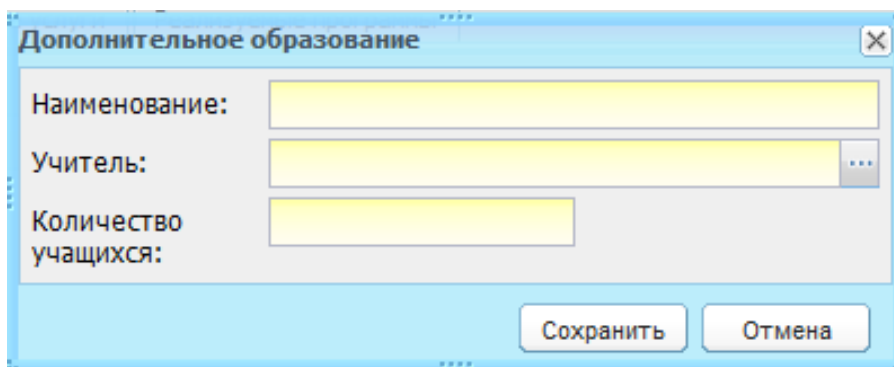 Дополнительное образование
Наименование:
Учитель:
...
Количество
учащихся:
Сохранить
Отмена